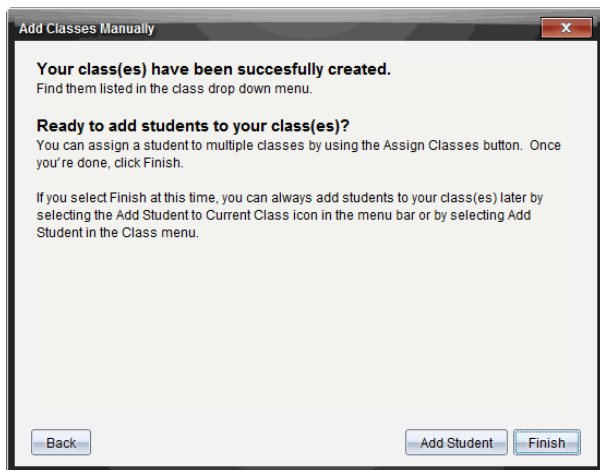 Add Classes Manually
X
Your class(es) have been succesfully created.
Find them listed in the class drop down menu.
Ready to add students to your class(es)?
You can assign a student to multiple classes by using the Assign Classes button. Once
you're done, click Finish.
If you select Finish at this time, you can always add students to your class(es) later by
selecting the Add Student to Current Class icon in the menu bar or by selecting Add
Student in the Class menu.
Back
Add Student
Finish